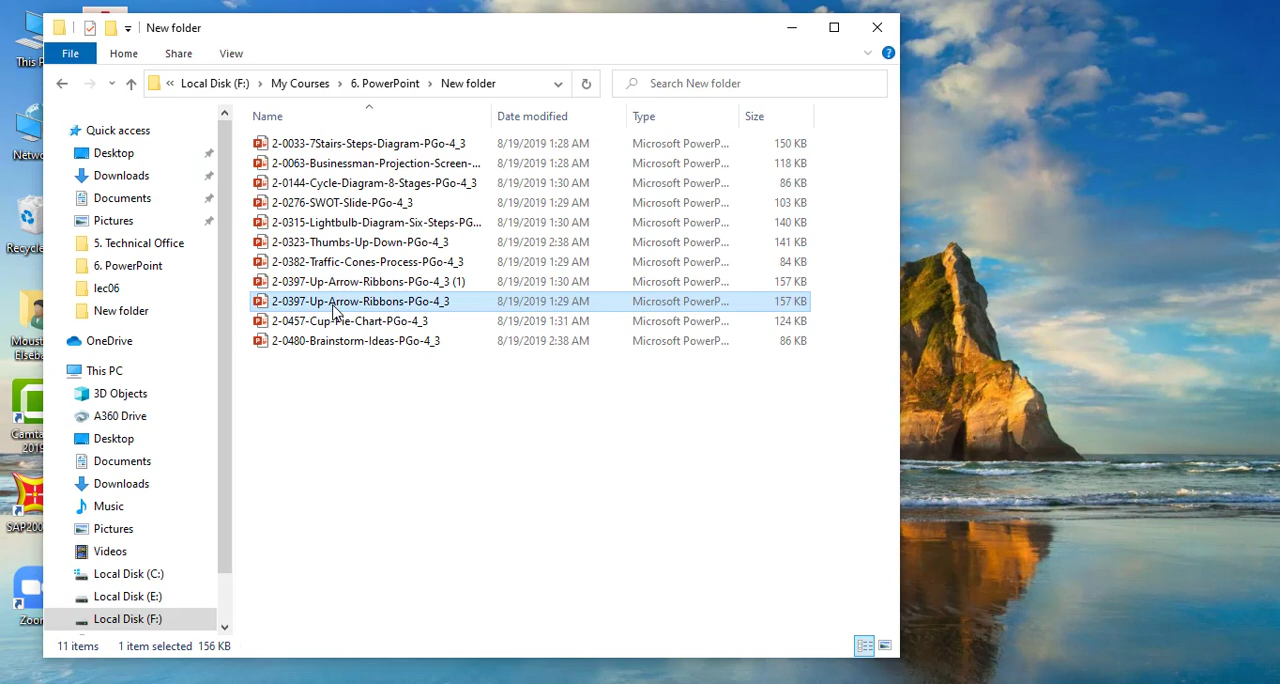 New folder
File Home Share View
« Local Disk (F:) › My Courses › 6. PowerPoint › New folder
Search New folder
Name Date modified Type Size
2-0033-7Stairs-Steps-Diagram-PGo-4_3 8/19/2019 1:28 AM Microsoft PowerP... 150 KB
2-0063-Businessman-Projection-Screen-... 8/19/2019 1:28 AM Microsoft PowerP... 118 KB
2-0144-Cycle-Diagram-8-Stages-PGo-4_3 8/19/2019 1:30 AM Microsoft PowerP... 86 KB
2-0276-SWOT-Slide-PGo-4_3 8/19/2019 1:29 AM Microsoft PowerP... 103 KB
2-0315-Lightbulb-Diagram-Six-Steps-PG... 8/19/2019 1:30 AM Microsoft PowerP... 140 KB
2-0323-Thumbs-Up-Down-PGo-4_3 8/19/2019 2:38 AM Microsoft PowerP... 141 KB
2-0382-Traffic-Cones-Process-PGo-4_3 8/19/2019 1:30 AM Microsoft PowerP... 84 KB
2-0397-Up-Arrow-Ribbons-PGo-4_3 (1) 8/19/2019 1:30 AM Microsoft PowerP... 157 KB
2-0397-Up-Arrow-Ribbons-PGo-4_3 8/19/2019 1:29 AM Microsoft PowerP... 157 KB
2-0457-Cup-Pie-Chart-PGo-4_3 8/19/2019 1:31 AM Microsoft PowerP... 124 KB
2-0480-Brainstorm-Ideas-PGo-4_3 8/19/2019 2:38 AM Microsoft PowerP... 86 KB
Quick access
Desktop
Downloads
Documents
Pictures
5. Technical Office
6. PowerPoint
lec06
New folder
OneDrive
This PC
3D Objects
A360 Drive
Desktop
Documents
Downloads
Music
Pictures
Videos
Local Disk (C:)
Local Disk (E:)
Local Disk (F:)
11 items 1 item selected 156 KB
This P
Netwo
Recycle
Moust
Elseba
Camta
2019
SAP200
Zoo